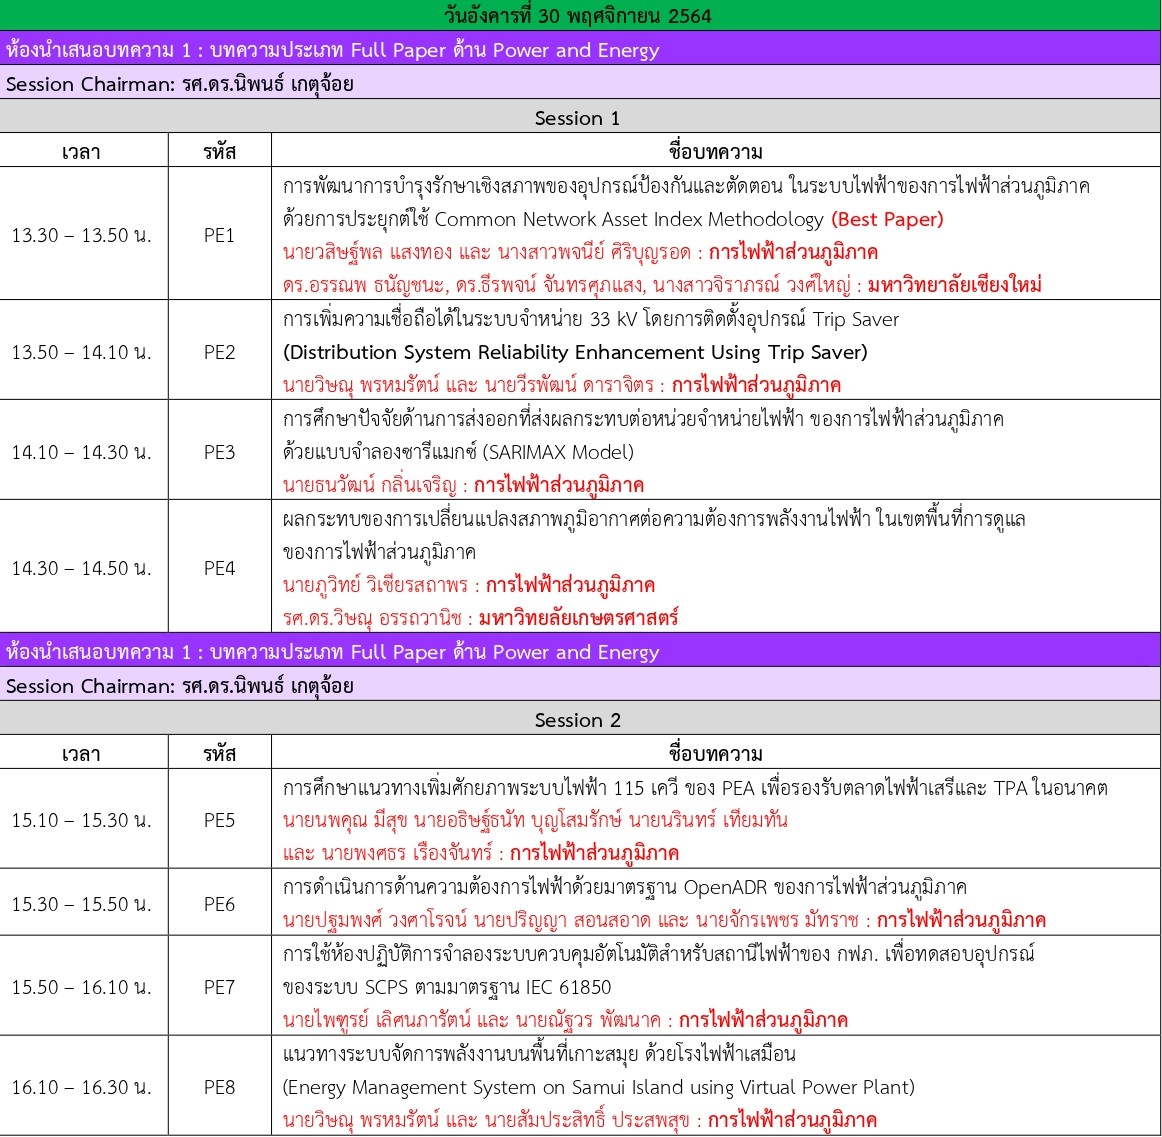 วันอังคารที่ 30 พฤศจิกายน 2564
ห้องนำเสนอบทความ 1 : บทความประเภท Full Paper ด้าน Power and Energy
Session Chairman: รศ.ดร.นิพนธ์ เกตุจ้อย
Session 1
เวลา รหัส ชื่อบทความ
13.30 – 13.50 น. PE1
การพัฒนาการบำรุงรักษาเชิงสภาพของอุปกรณ์ป้องกันและตัดตอน ในระบบไฟฟ้าของการไฟฟ้าส่วนภูมิภาค
ด้วยการประยุกต์ใช้ Common Network Asset Index Methodology (Best Paper)
นายวสิษฐ์พล แสงทอง และ นางสาวพจนีย์ ศิริบุญรอด : การไฟฟ้าส่วนภูมิภาค
ดร.อรรณพ ธนัญชนะ, ดร.ธีรพจน์ จันทรศุภแสง, นางสาวจิราภรณ์ วงศ์ใหญ่ : มหาวิทยาลัยเชียงใหม่
13.50 – 14.10 น. PE2
การเพิ่มความเชื่อถือได้ในระบบจำหน่าย 33 kV โดยการติดตั้งอุปกรณ์ Trip Saver
(Distribution System Reliability Enhancement Using Trip Saver)
นายวิษณุ พรหมรัตน์ และ นายวีรพัฒน์ ดาราจิตร : การไฟฟ้าส่วนภูมิภาค
14.10 – 14.30 น. PE3
การศึกษาปัจจัยด้านการส่งออกที่ส่งผลกระทบต่อหน่วยจำหน่ายไฟฟ้า ของการไฟฟ้าส่วนภูมิภาค
ด้วยแบบจำลองซารีแมกซ์ (SARIMAX Model)
นายธนวัฒน์ กลิ่นเจริญ : การไฟฟ้าส่วนภูมิภาค
14.30 – 14.50 น. PE4
ผลกระทบของการเปลี่ยนแปลงสภาพภูมิอากาศต่อความต้องการพลังงานไฟฟ้า ในเขตพื้นที่การดูแล
ของการไฟฟ้าส่วนภูมิภาค
นายภูวิทย์ วิเชียรสถาพร : การไฟฟ้าส่วนภูมิภาค
รศ.ดร.วิษณุ อรรถวานิช : มหาวิทยลัยเกษตรศาสตร์
ห้องนำเสนอบทความ 1 : บทความประเภท Full Paper ด้าน Power and Energy
Session Chairman: รศ.ดร.นิพนธ์ เกตุจ้อย
Session 2
เวลา รหัส ชื่อบทความ
15.10 – 15.30 น. PE5
การศึกษาแนวทางเพิ่มศักยภาพระบบไฟฟ้า 115 เควี ของ PEA เพื่อรองรับตลาดไฟฟ้าเสรีและ TPA ในอนาคต
นายนพคุณ มีสุข นายอธิษฐ์ธนัท บุญโสมรักษ์ นายนรินทร์ เทียมทัน
และ นายพงศธร เรืองจันทร์ : การไฟฟ้าส่วนภูมิภาค
15.30 – 15.50 น. PE6
การดำเนินการด้านความต้องการไฟฟ้าด้วยมาตรฐาน OpenADR ของการไฟฟ้าส่วนภูมิภาค
นายปฐมพงศ์ วงศาโรจน์ นายปริญญา สอนสอาด และ นายจักรเพชร มัทราช : การไฟฟ้าส่วนภูมิภาค
15.50 – 16.10 น. PE7
การใช้ห้องปฏิบัติการจำลองระบบควบคุมอัตโนมัติสำหรับสถานีไฟฟ้าของ กฟภ. เพื่อทดสอบอุปกรณ์
ของระบบ SCPS ตามมาตรฐาน IEC 61850
นายไพฑูรย์ เลิศนภารัตน์ และ นายณัฐวร พัฒนาค : การไฟฟ้าส่วนภูมิภาค
16.10 – 16.30 น. PE8
แนวทางระบบจัดการพลังงานบนพื้นที่เกาะสมุย ด้วยโรงไฟฟ้าเสมือน
(Energy Management System on Samui Island using Virtual Power Plant)
นายวิษณุ พรหมรัตน์ และ นายสัมประสิทธิ์ ประสพสุข : การไฟฟ้าส่วนภูมิภาค